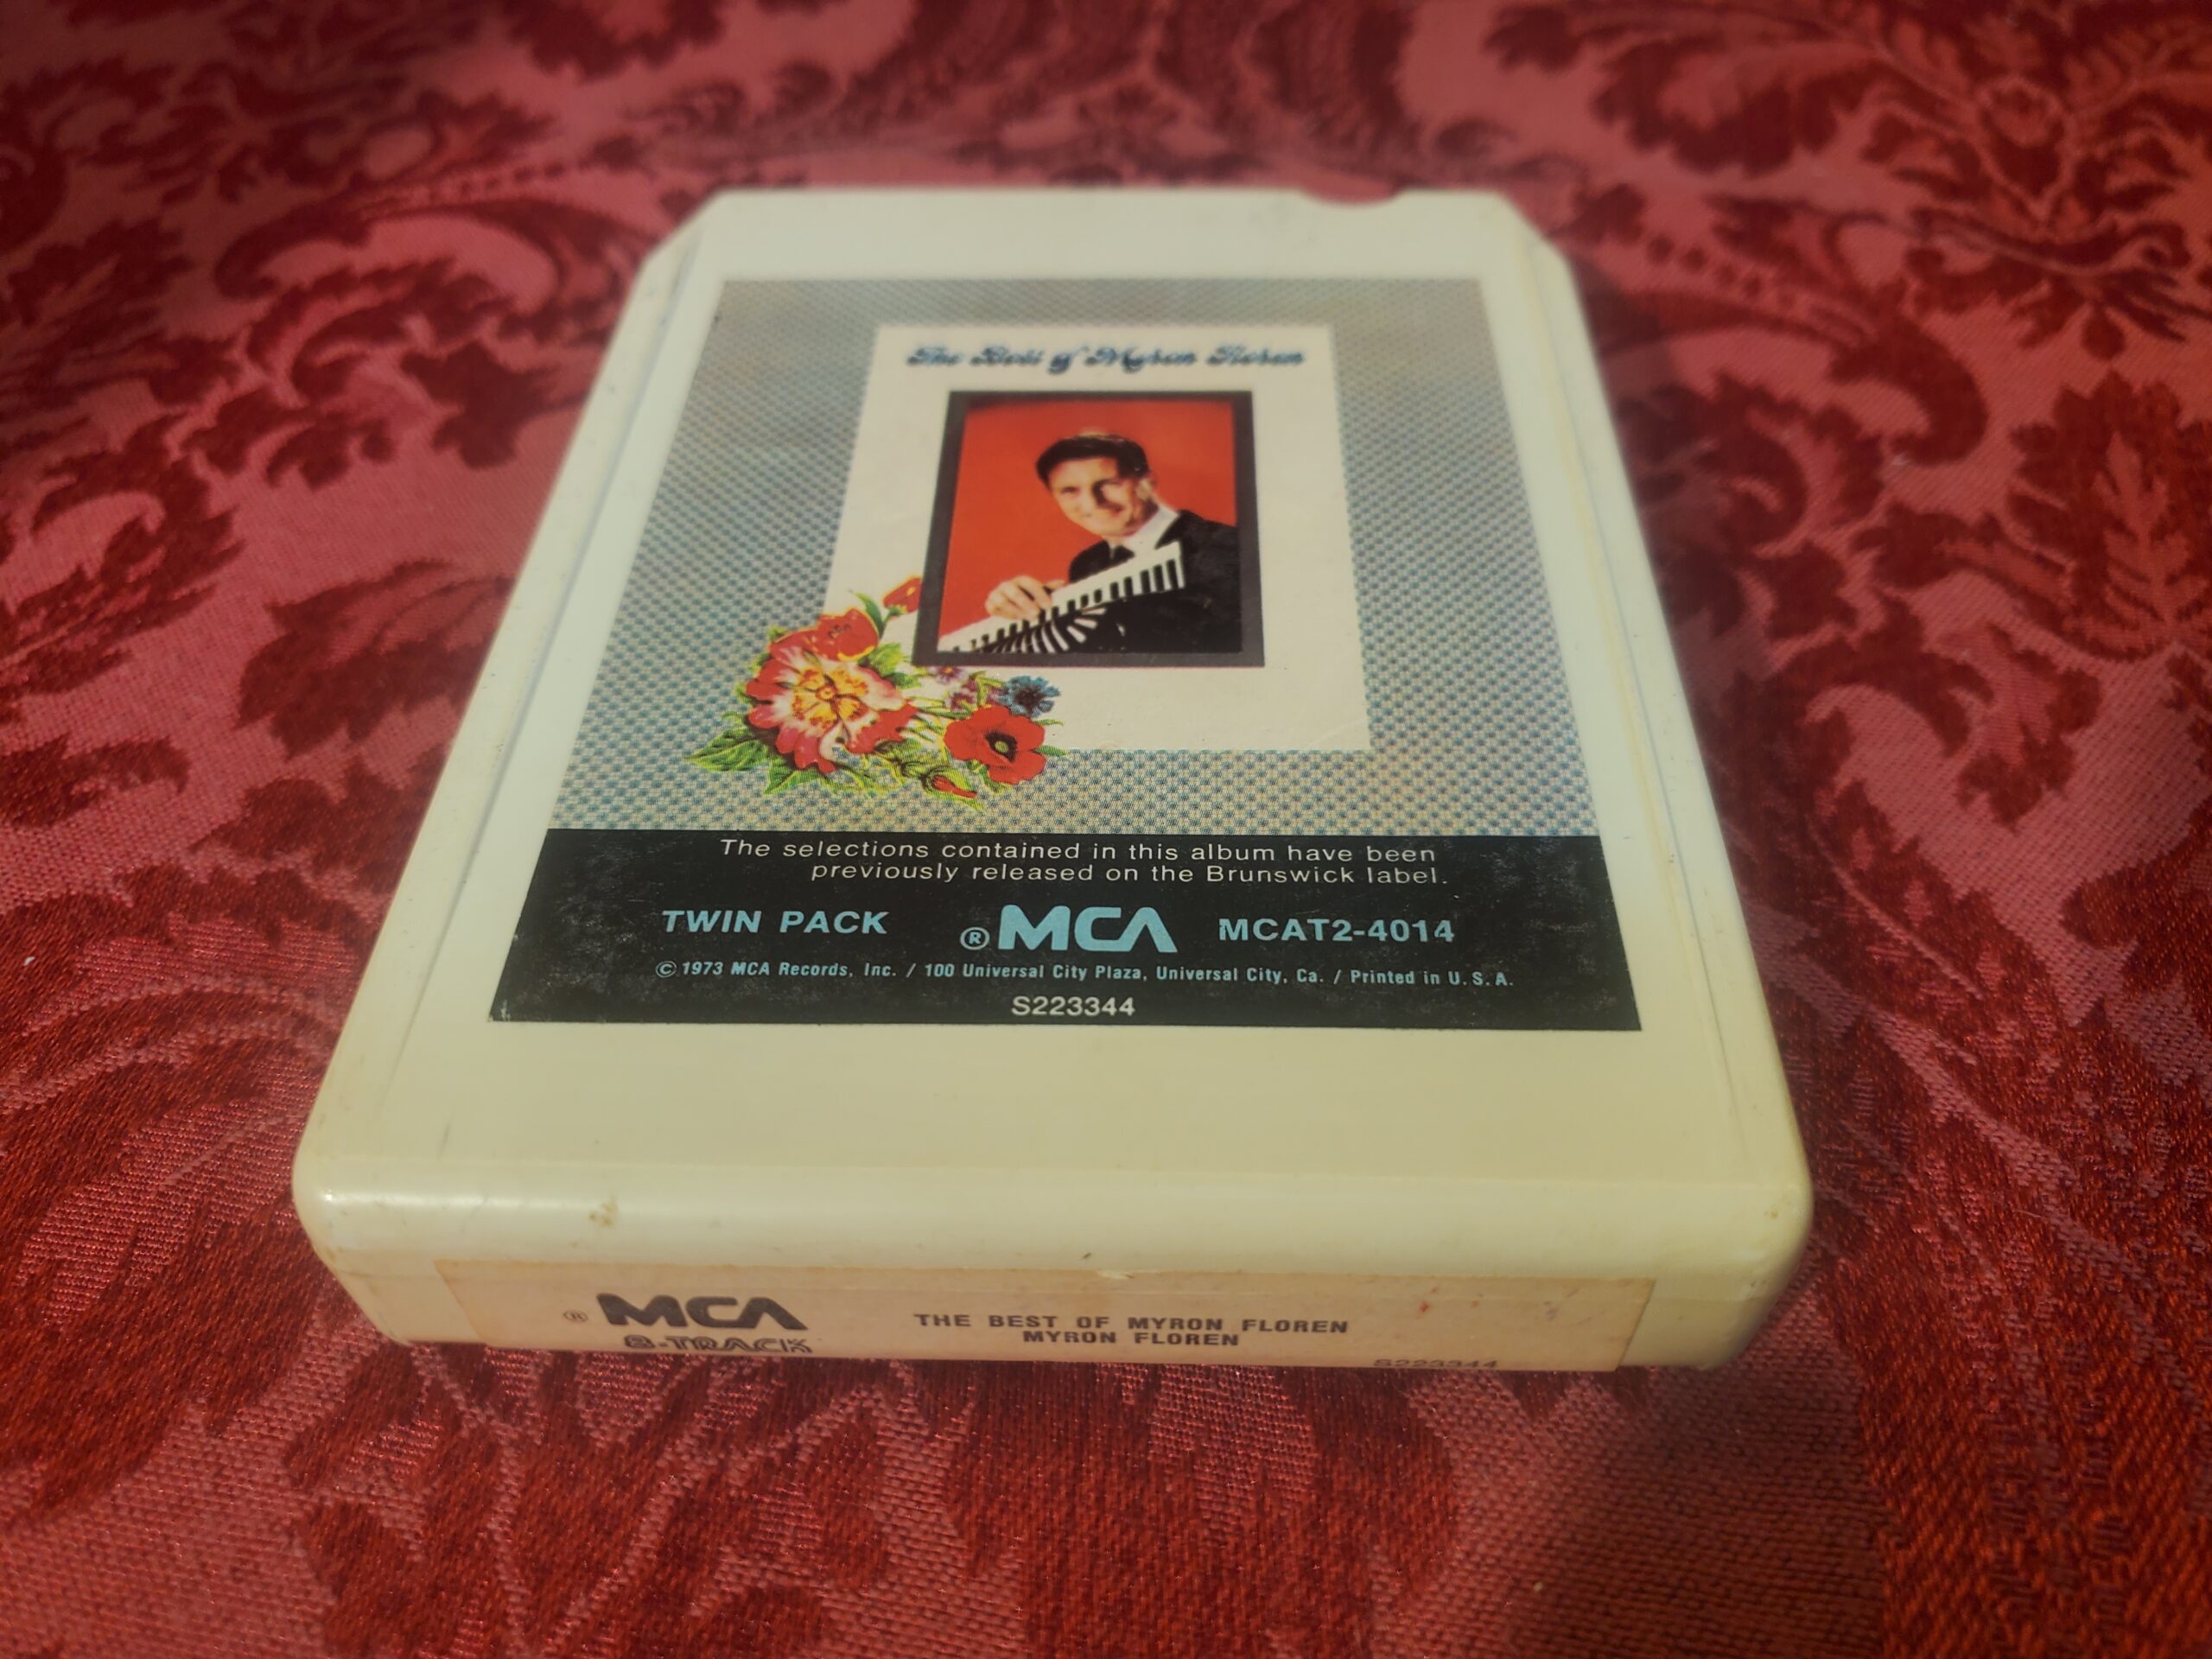 The Best of Myron Floren
The selections contained in this album have been
previously released on the Brunswick label.
TWIN PACK ® MCA MCAT2-4014
© 1973 MCA Records, Inc. / 100 Universal City Plaza, Universal City, Ca. / Printed in U.S.A.
S223344
® MCA
8-TRACK
THE BEST OF MYRON FLOREN
MYRON FLOREN
S223344